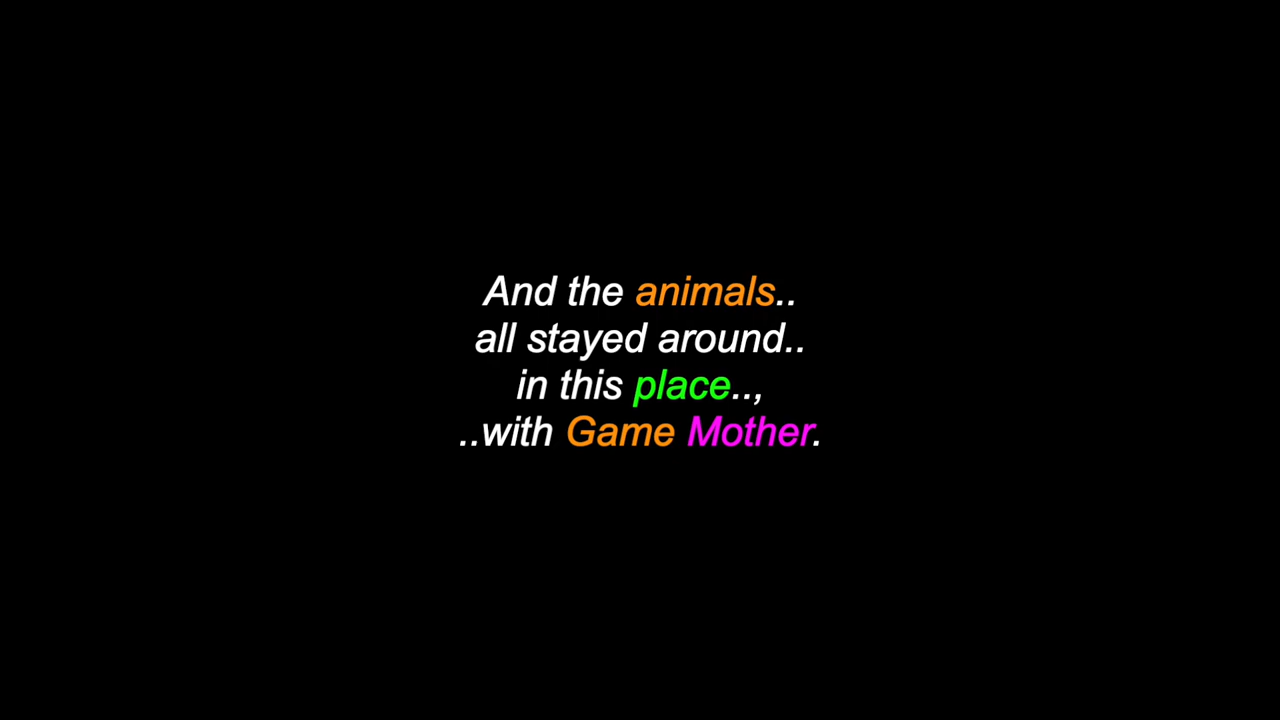 And the animals..
all stayed around..
in this place..,
..with Game Mother.